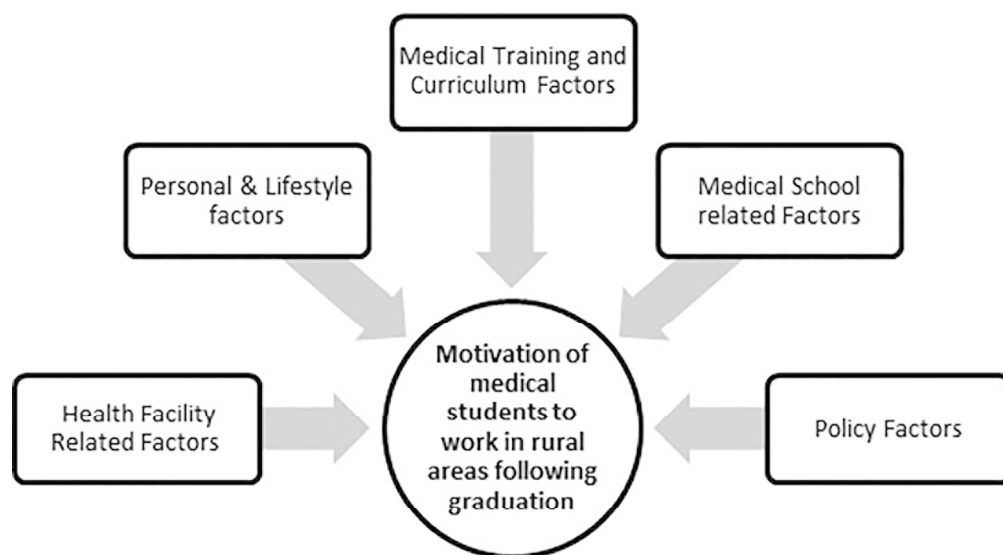 Medical Training and
Curriculum Factors
Personal & Lifestyle
factors
Medical School
related Factors
Health Facility
Related Factors
Motivation of
medical
students to
work in rural
areas following
graduation
Policy Factors